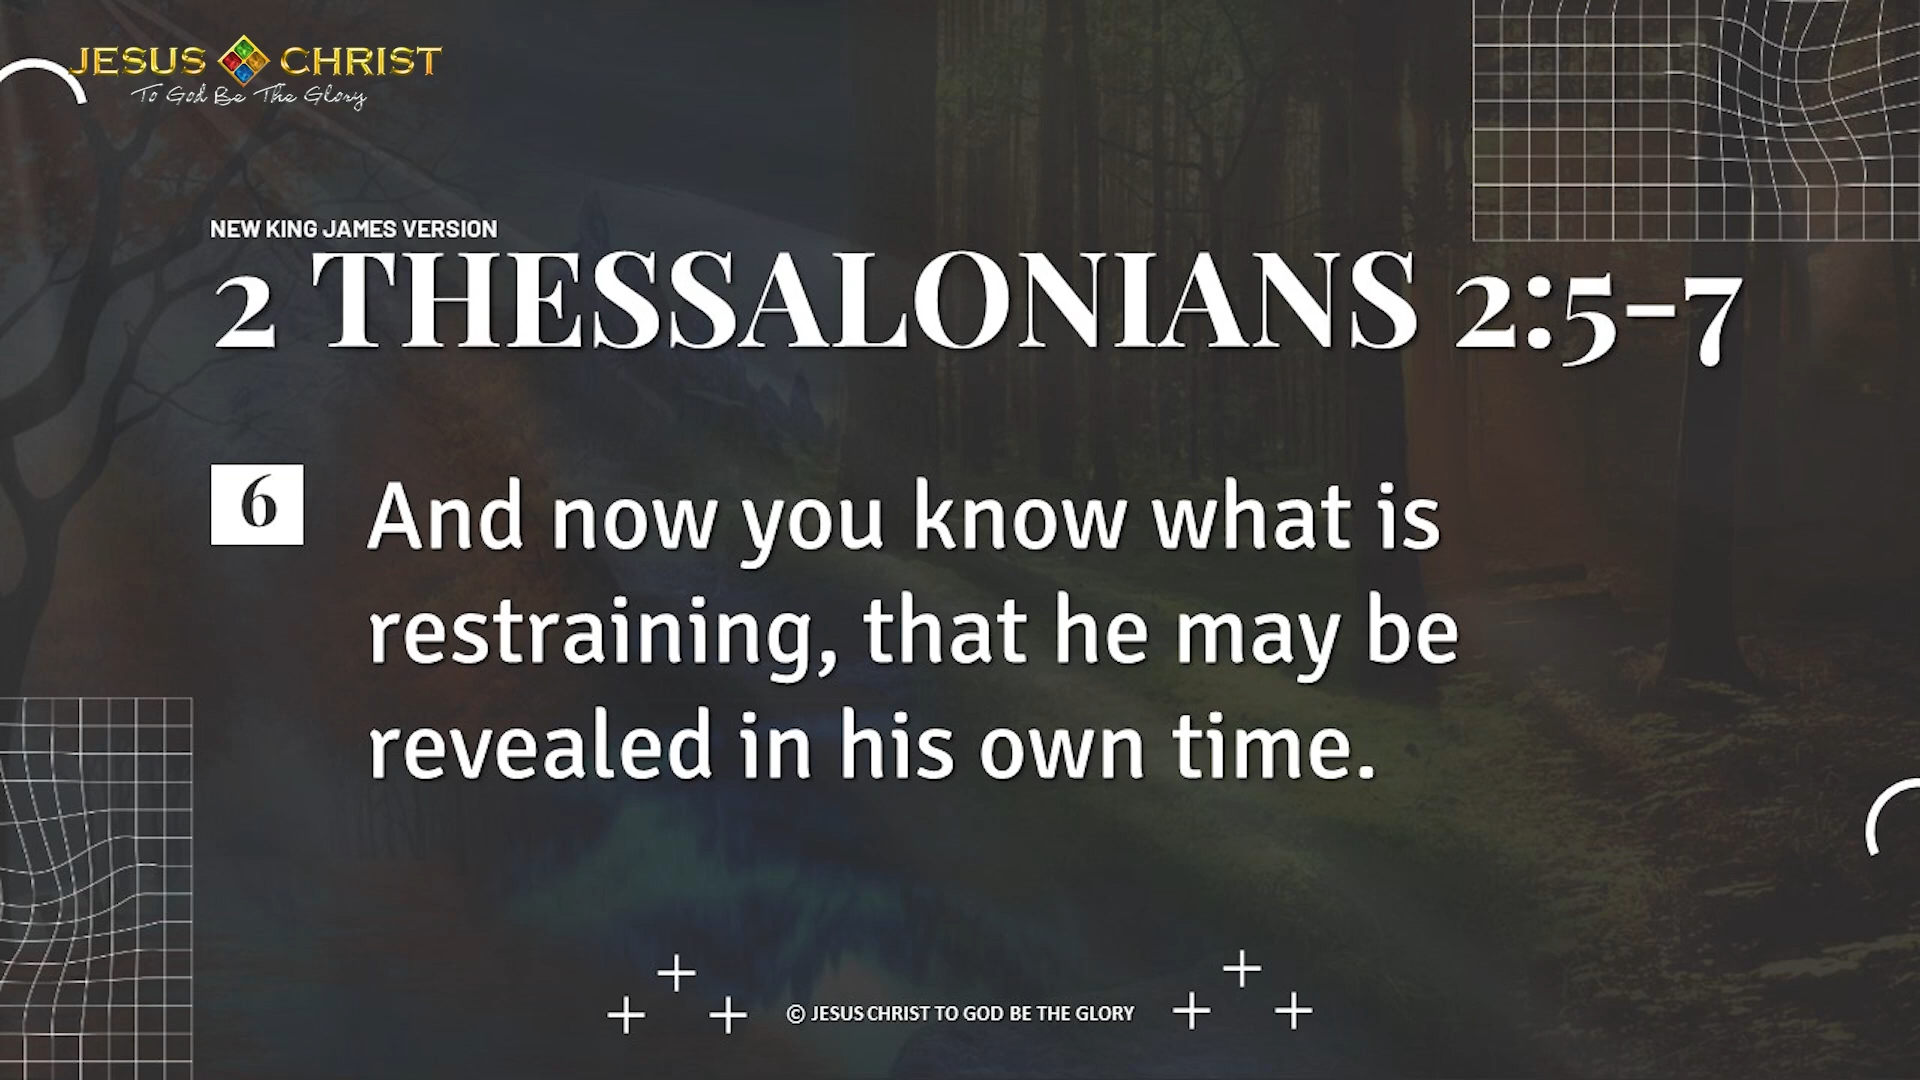 JESUS CHRIST
To God Be The Glory
NEW KING JAMES VERSION
2 THESSALONIANS 2:5-7
6 And now you know what is
restraining, that he may be
revealed in his own time.
© JESUS CHRIST TO GOD BE THE GLORY